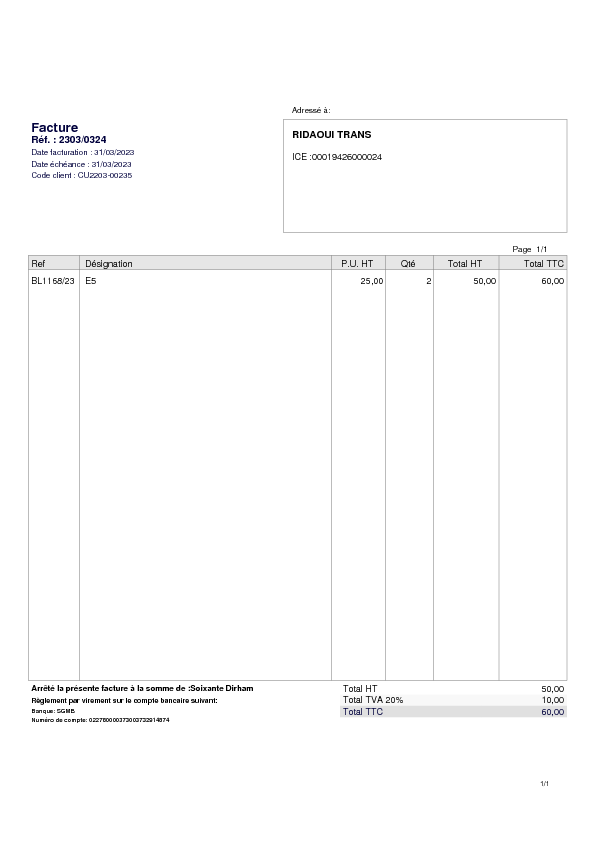 Adressé à:
Facture
Réf. : 2303/0324
Date facturation : 31/03/2023
Date échéance : 31/03/2023
Code client : CU2203-00235
RIDAOUI TRANS
ICE :00019426000024
Page 1/1
Ref Désignation P.U. HT Qté Total HT Total TTC
BL1168/23 E5 25,00 2 50,00 60,00
Arrêté la présente facture à la somme de :Soixante Dirham
Règlement par virement sur le compte bancaire suivant:
Banque: SGMB
Numéro de compte:
Total HT 50,00
Total TVA 20% 10,00
Total TTC 60,00
1/1